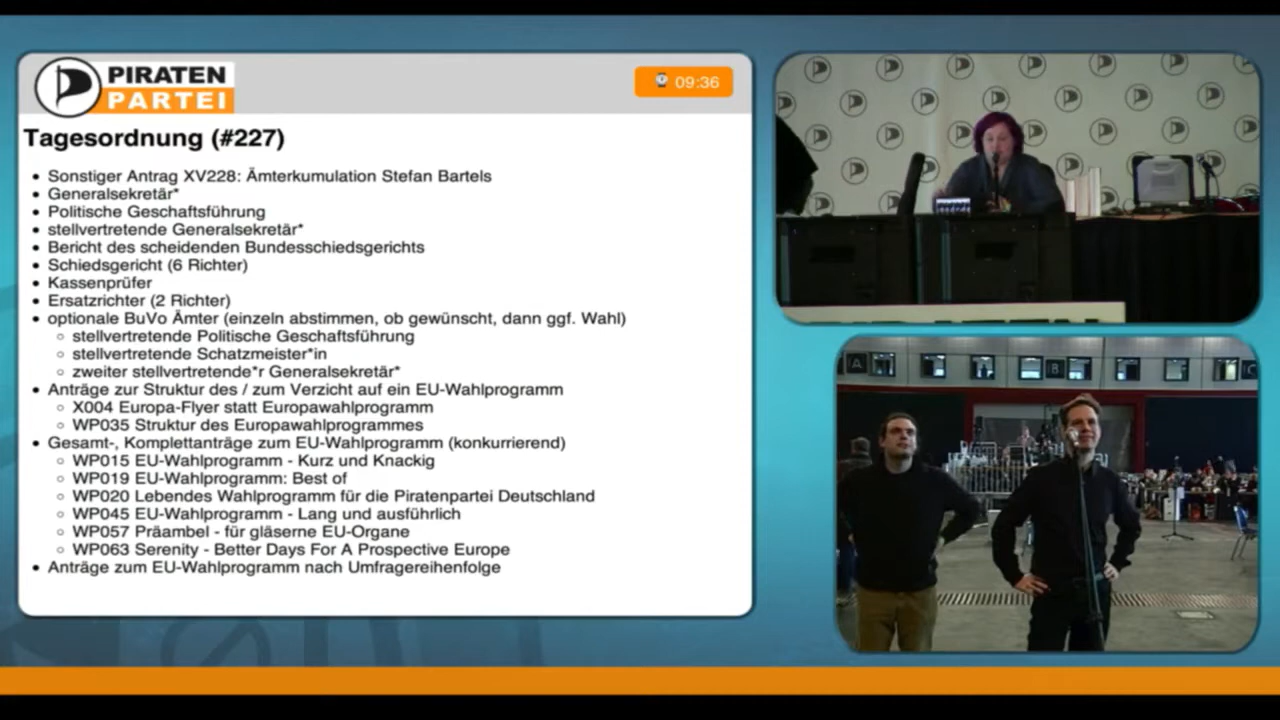 PIRATEN
PARTEI
09:36
Tagesordnung (#227)
• Sonstiger Antrag XV228: Ämterkumulation Stefan Bartels
• Generalsekretär*
• Politische Geschaftsführung
• stellvertretende Generalsekretär*
• Bericht des scheidenden Bundesschiedsgerichts
• Schiedsgericht (6 Richter)
• Kassenprüfer
• Ersatzrichter (2 Richter)
• optionale BuVo Ämter (einzeln abstimmen, ob gewünscht, dann ggf. Wahl)
◦ stellvertretende Politische Geschaftsführung
◦ stellvertretende Schatzmeister*in
◦ zweiter stellvertretende*r Generalsekretär*
• Anträge zur Struktur des / zum Verzicht auf ein EU-Wahlprogramm
◦ X004 Europa-Flyer statt Europawahlprogramm
◦ WP035 Struktur des Europawahlprogrammes
• Gesamt-, Komplettanträge zum EU-Wahlprogramm (konkurrierend)
◦ WP015 EU-Wahlprogramm - Kurz und Knackig
◦ WP019 EU-Wahlprogramm: Best of
◦ WP020 Lebendes Wahlprogramm für die Piratenpartei Deutschland
◦ WP045 EU-Wahlprogramm - Lang und ausführlich
◦ WP057 Präambel - für gläserne EU-Organe
◦ WP063 Serenity - Better Days For A Prospective Europe
• Anträge zum EU-Wahlprogramm nach Umfragereihenfolge
A
B
C